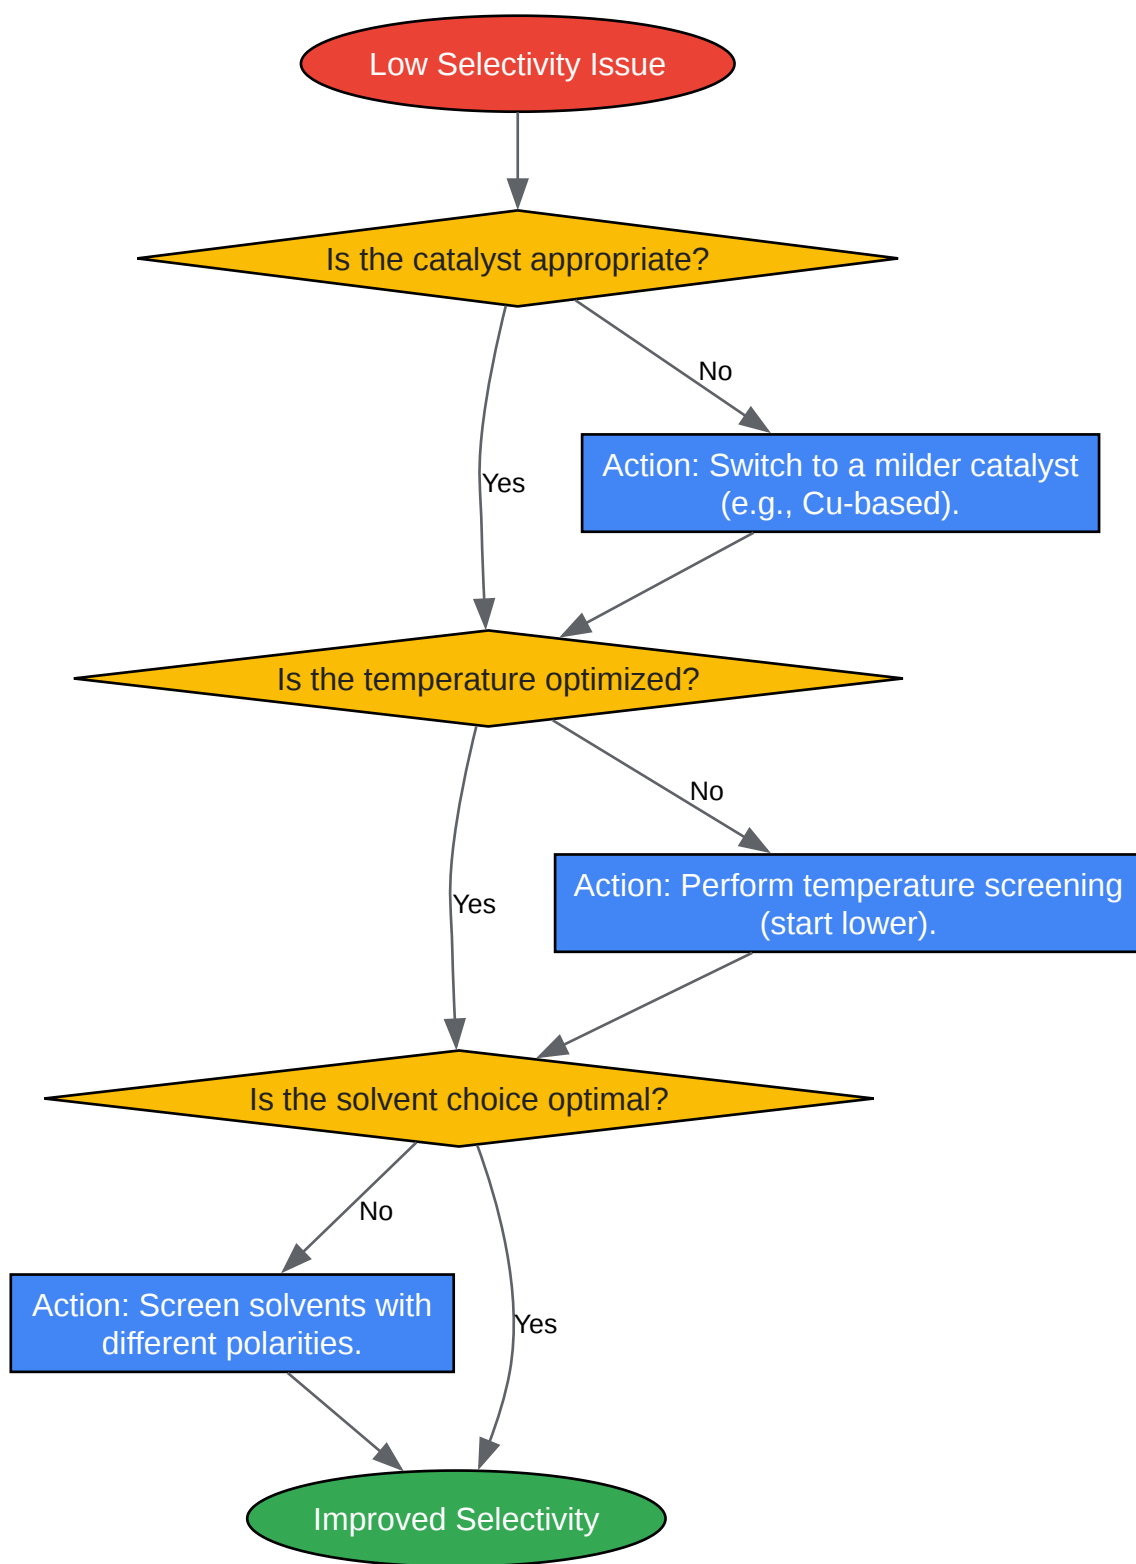 Low Selectivity Issue
Is the catalyst appropriate?
No
Action: Switch to a milder catalyst
(e.g., Cu-based).
Yes
Is the temperature optimized?
No
Action: Perform temperature screening
(start lower).
Yes
Is the solvent choice optimal?
No
Action: Screen solvents with
different polarities.
Yes
Improved Selectivity